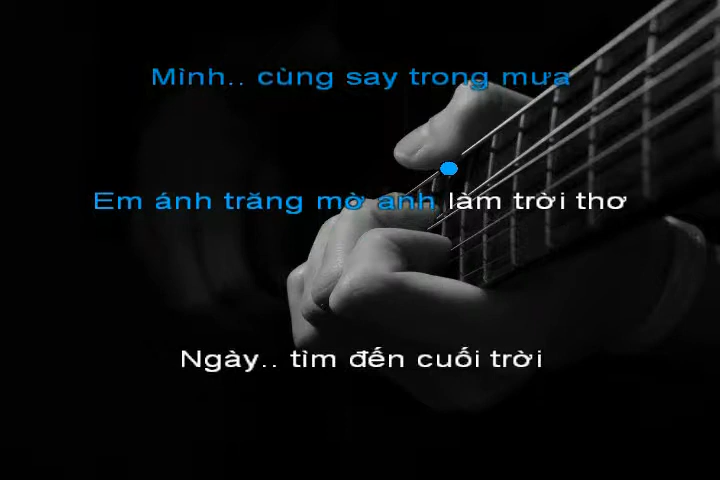 Mình.. cùng say trong mưa
Em ánh trăng mờ anh làm trời thơ
Ngày.. tìm đến cuối trời